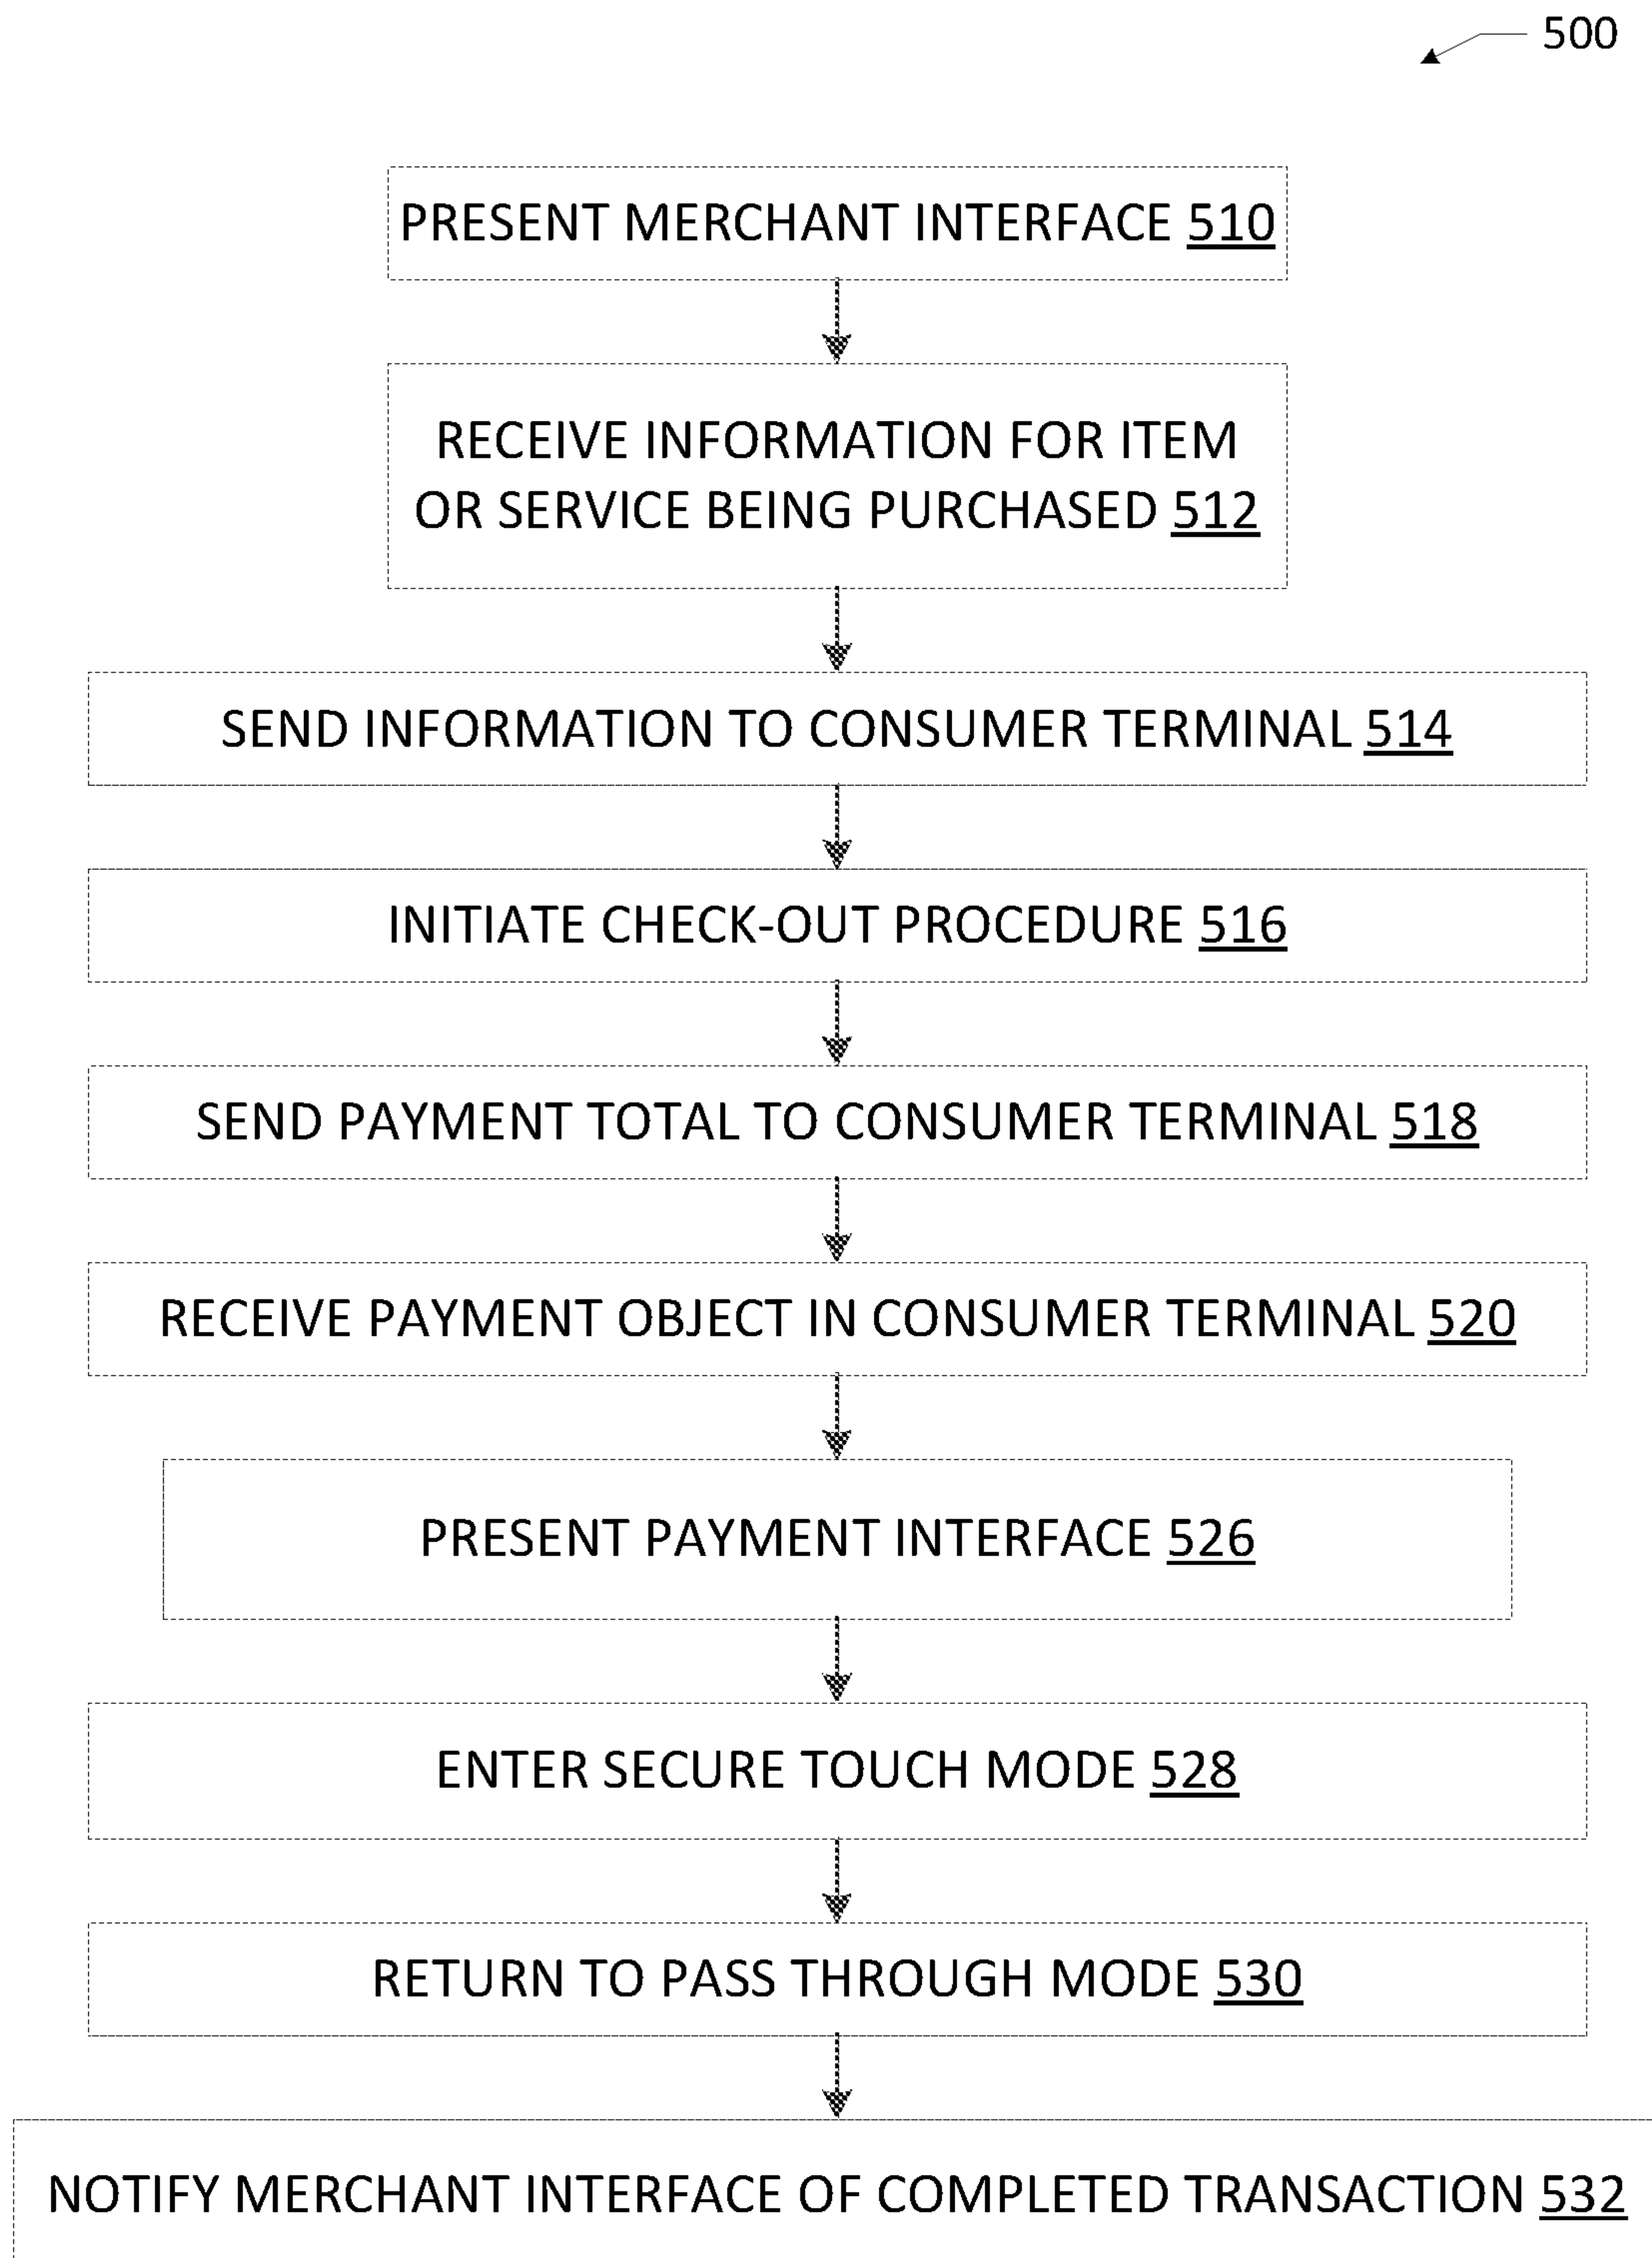 500
PRESENT MERCHANT INTERFACE 510
RECEIVE INFORMATION FOR ITEM
OR SERVICE BEING PURCHASED 512
SEND INFORMATION TO CONSUMER TERMINAL 514
INITIATE CHECK-OUT PROCEDURE 516
SEND PAYMENT TOTAL TO CONSUMER TERMINAL 518
RECEIVE PAYMENT OBJECT IN CONSUMER TERMINAL 520
PRESENT PAYMENT INTERFACE 526
ENTER SECURE TOUCH MODE 528
RETURN TO PASS THROUGH MODE 530
NOTIFY MERCHANT INTERFACE OF COMPLETED TRANSACTION 532